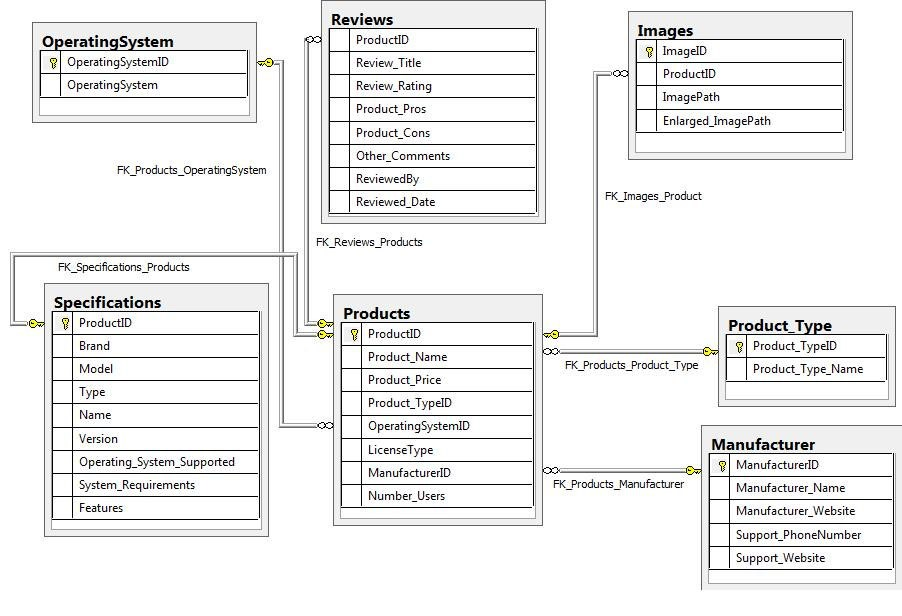 OperatingSystem
OperatingSystemID
OperatingSystem
Reviews
ProductID
Review_Title
Review_Rating
Product_Pros
Product_Cons
Other_Comments
ReviewedBy
Reviewed_Date
Images
ImageID
ProductID
ImagePath
Enlarged_ImagePath
FK_Products_OperatingSystem
FK_Images_Product
FK_Reviews_Products
FK_Specifications_Products
Specifications
ProductID
Brand
Model
Type
Name
Version
Operating_System_Supported
System_Requirements
Features
Products
ProductID
Product_Name
Product_Price
Product_TypeID
OperatingSystemID
LicenseType
ManufacturerID
Number_Users
Product_Type
Product_TypeID
Product_Type_Name
FK_Products_Product_Type
Manufacturer
ManufacturerID
Manufacturer_Name
Manufacturer_Website
Support_PhoneNumber
Support_Website
FK_Products_Manufacturer